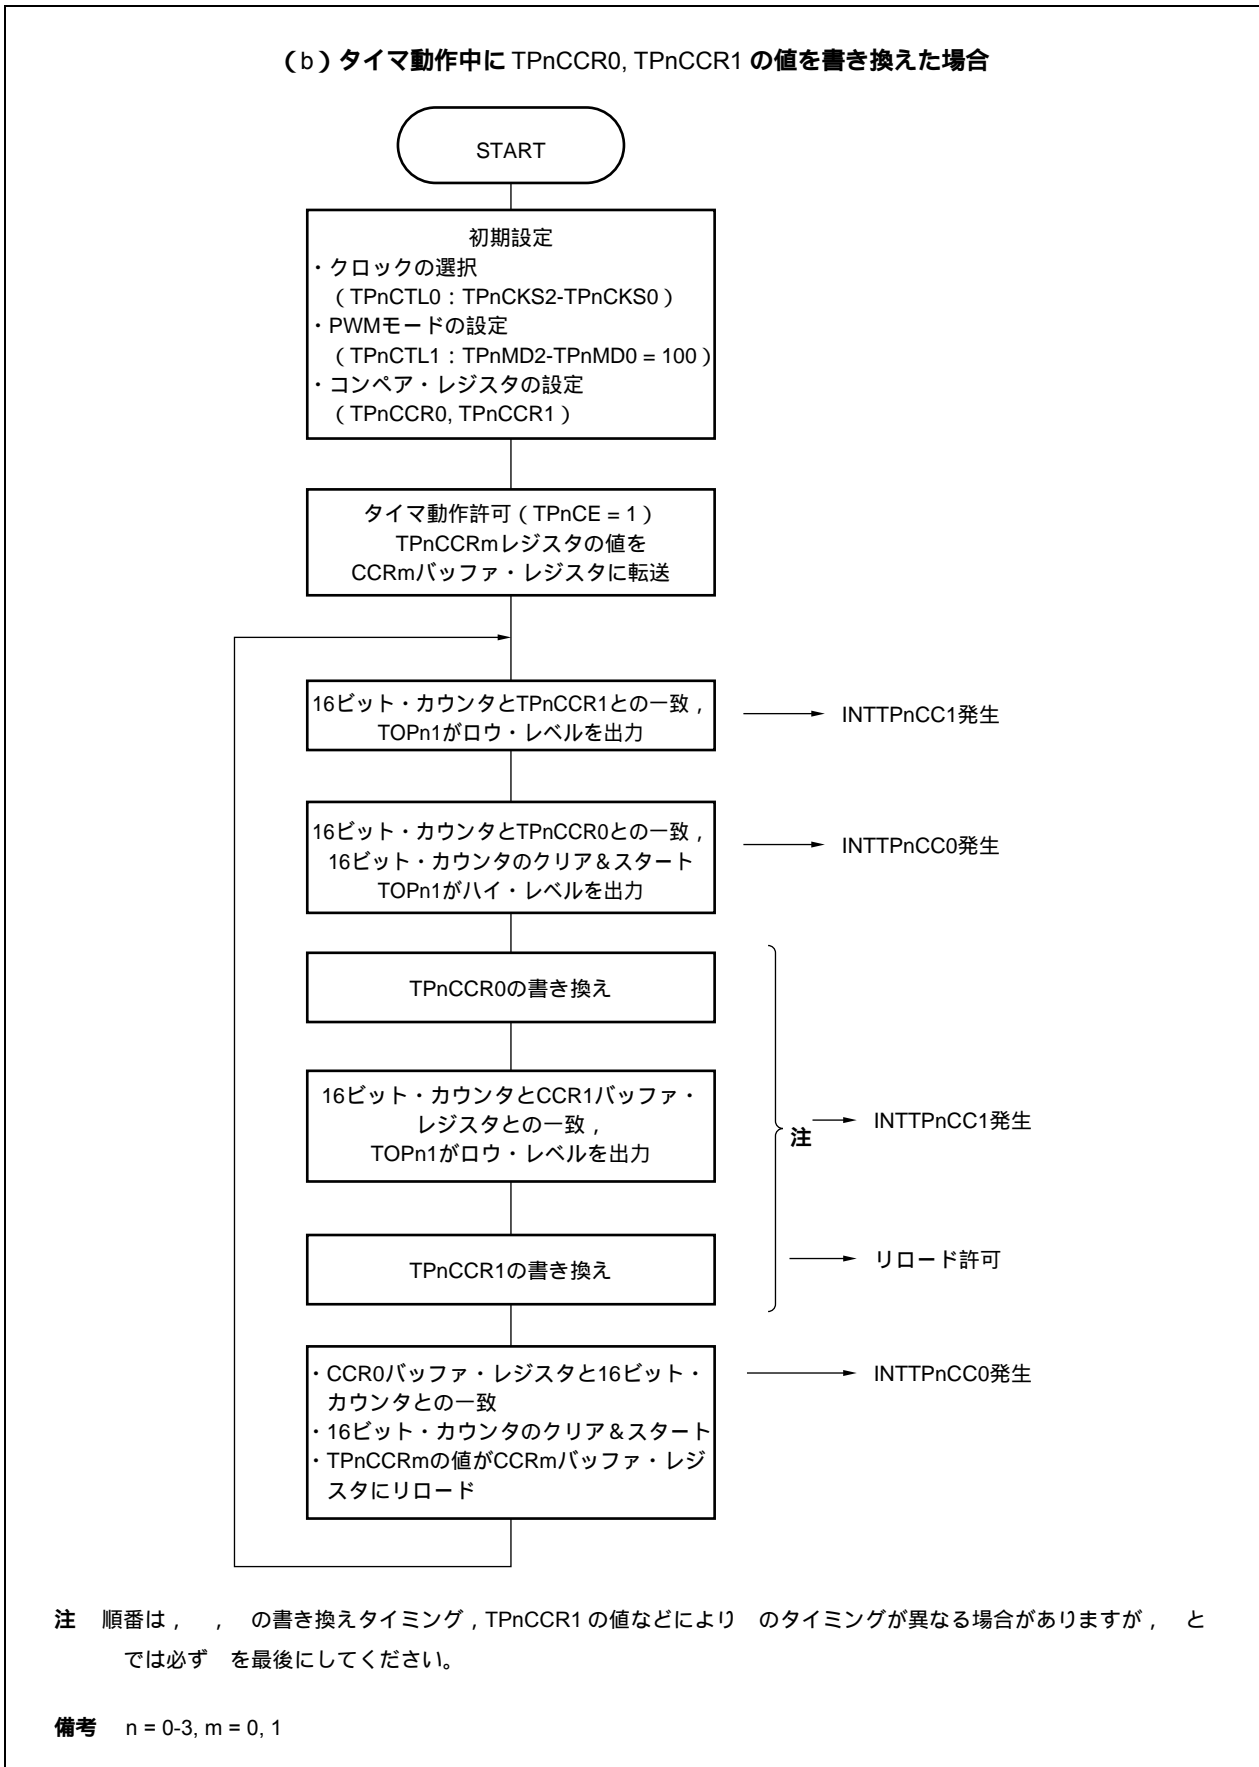 （b）タイマ動作中に TPnCCR0, TPnCCR1 の値を書き換えた場合
START
初期設定
・クロックの選択
（TPnCTL0：TPnCKS2-TPnCKS0）
・PWMモードの設定
（TPnCTL1：TPnMD2-TPnMD0 = 100）
・コンペア・レジスタの設定
（TPnCCR0, TPnCCR1）
タイマ動作許可（TPnCE = 1）
TPnCCRmレジスタの値を
CCRmバッファ・レジスタに転送
16ビット・カウンタとTPnCCR1との一致，
TOPn1がロウ・レベルを出力
INTTPnCC1発生
16ビット・カウンタとTPnCCR0との一致，
16ビット・カウンタのクリア＆スタート
TOPn1がハイ・レベルを出力
INTTPnCC0発生
TPnCCR0の書き換え
16ビット・カウンタとCCR1バッファ・
レジスタとの一致，
TOPn1がロウ・レベルを出力
注
INTTPnCC1発生
TPnCCR1の書き換え
リロード許可
・CCR0バッファ・レジスタと16ビット・
カウンタとの一致
・16ビット・カウンタのクリア＆スタート
・TPnCCRmの値がCCRmバッファ・レジ
スタにリロード
INTTPnCC0発生
注　順番は，　，　の書き換えタイミング，TPnCCR1 の値などにより　のタイミングが異なる場合がありますが，　と
では必ず　を最後にしてください。
備考　n = 0-3, m = 0, 1